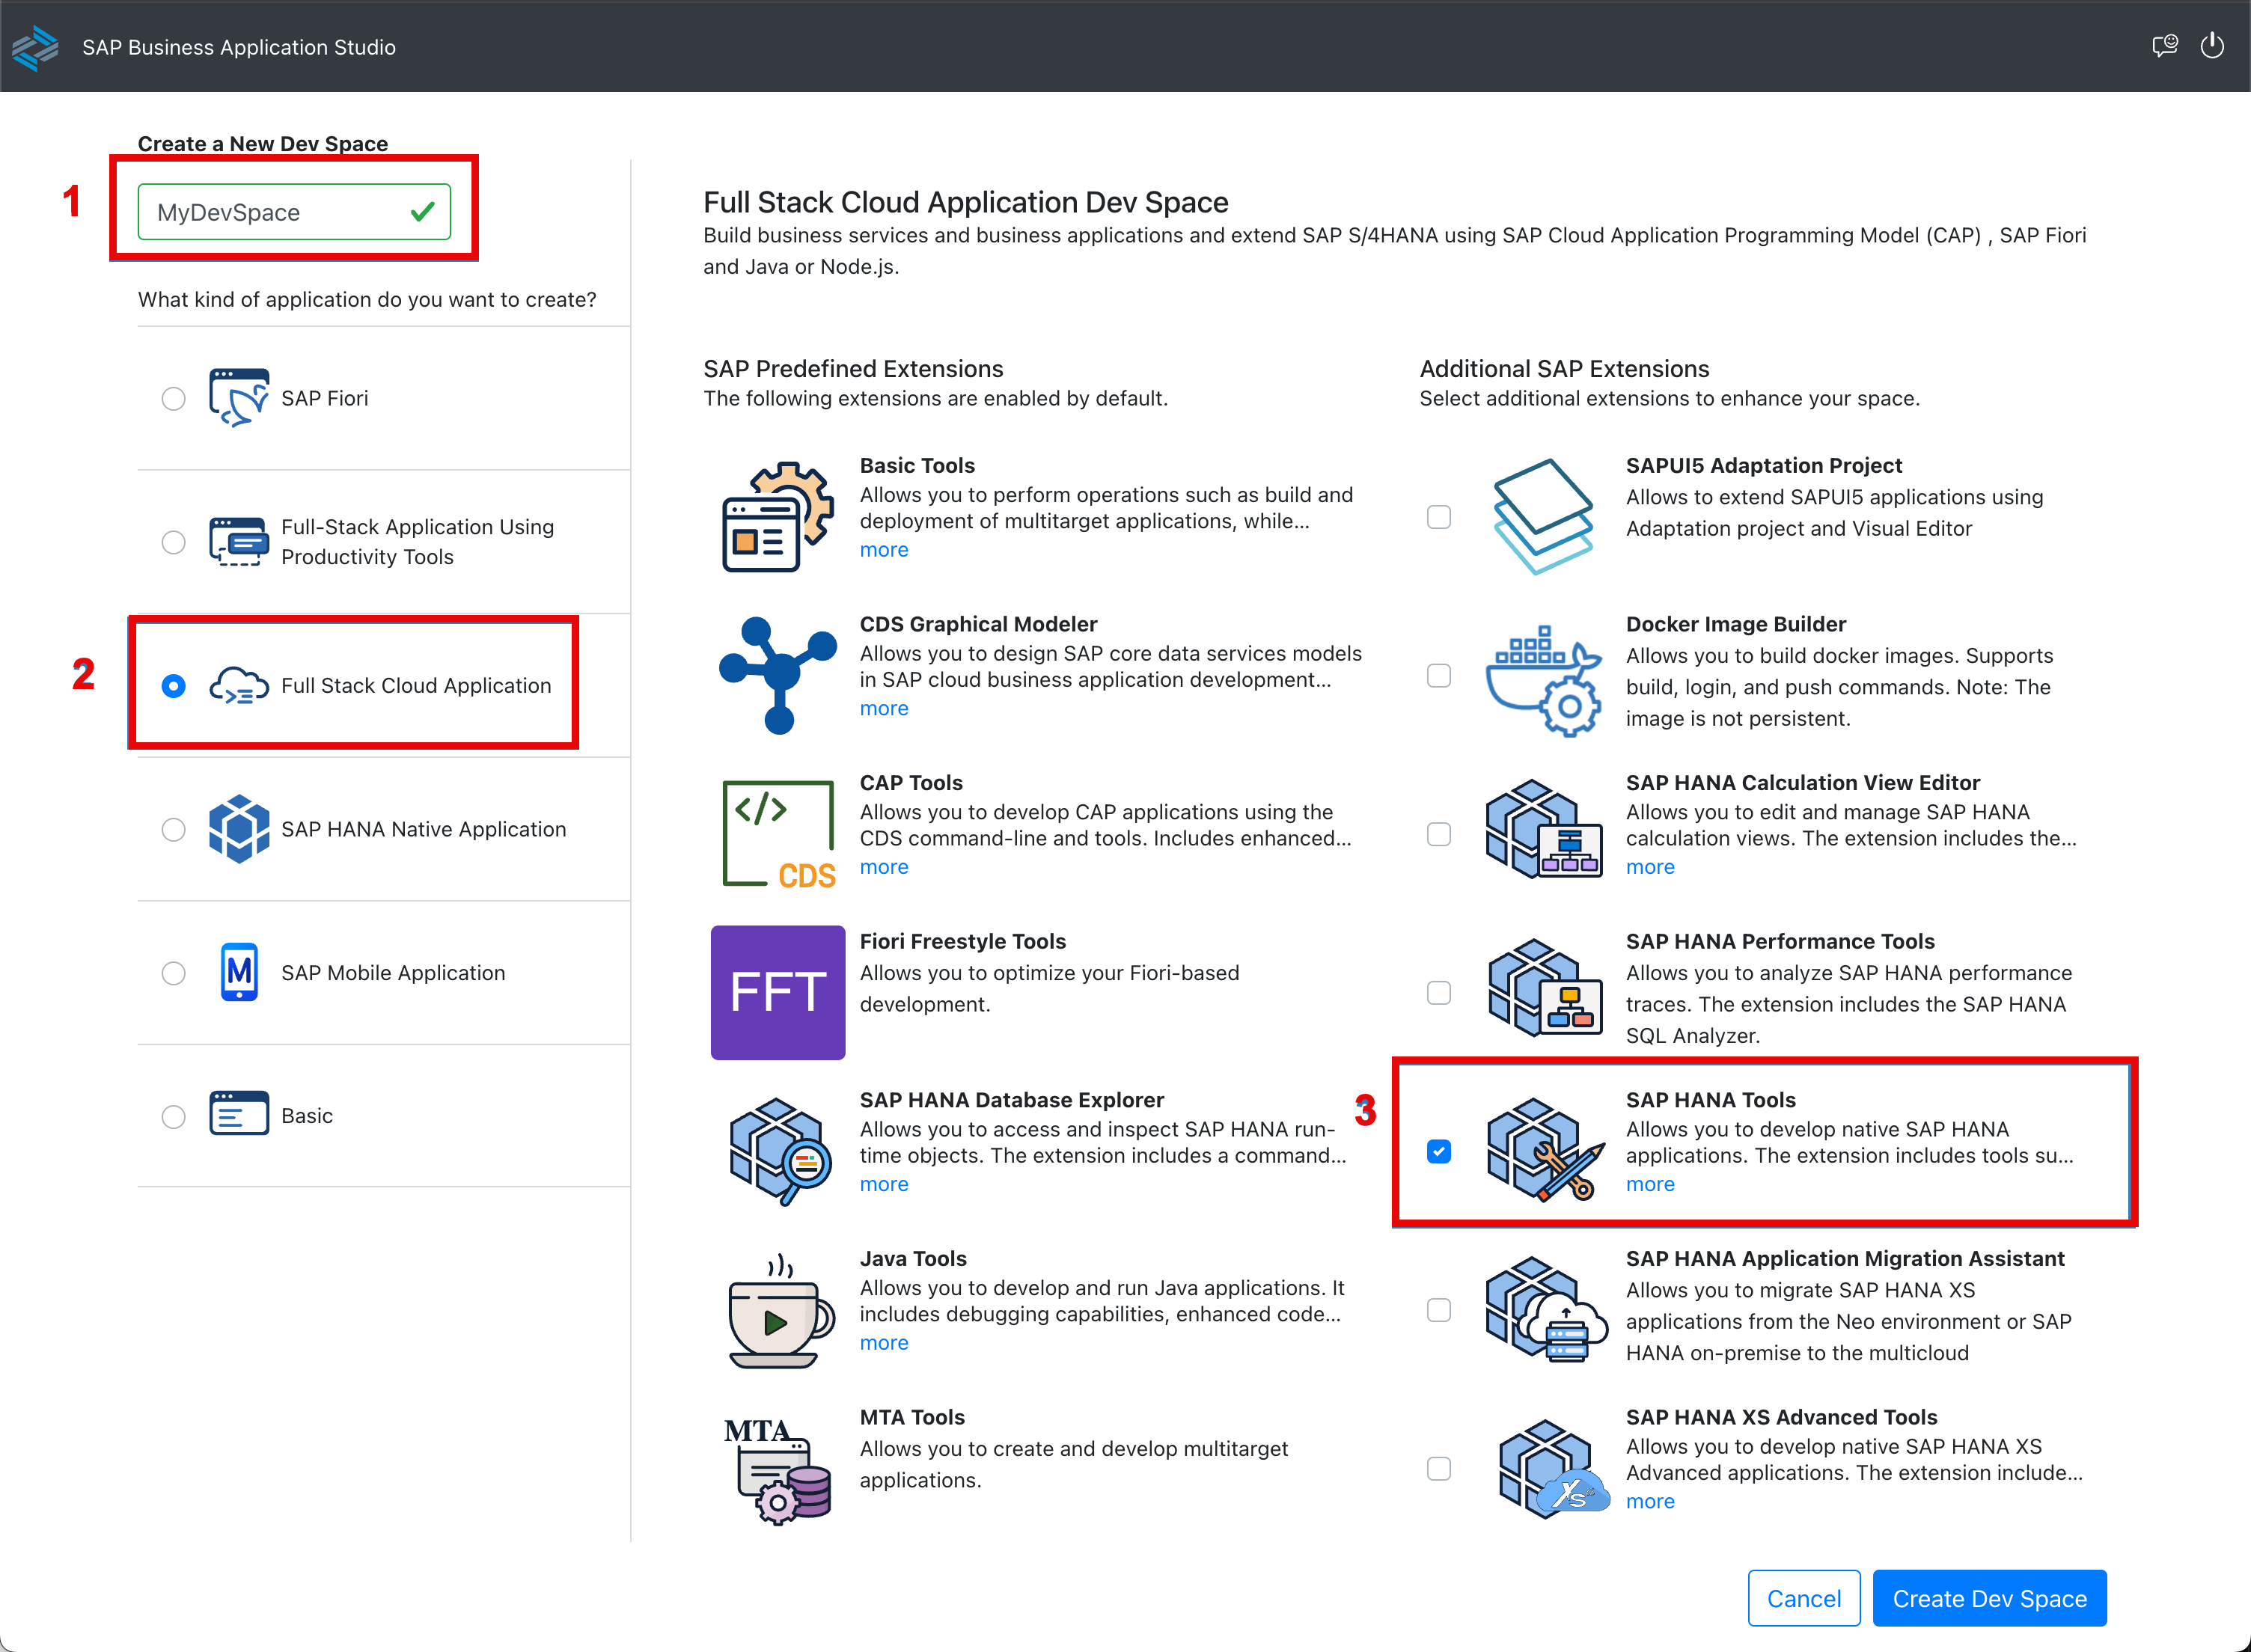 SAP Business Application Studio
Create a New Dev Space
1
MyDevSpace
What kind of application do you want to create?
SAP Fiori
Full-Stack Application Using
Productivity Tools
2
Full Stack Cloud Application
SAP HANA Native Application
M
SAP Mobile Application
Basic
Full Stack Cloud Application Dev Space
Build business services and business applications and extend SAP S/4HANA using SAP Cloud Application Programming Model (CAP) , SAP Fiori
and Java or Node.js.
SAP Predefined Extensions
The following extensions are enabled by default.
Basic Tools
Allows you to perform operations such as build and
deployment of multitarget applications, while...
more
CDS Graphical Modeler
Allows you to design SAP core data services models
in SAP cloud business application development...
more
</>
CDS
CAP Tools
Allows you to develop CAP applications using the
CDS command-line and tools. Includes enhanced...
more
FFT
Fiori Freestyle Tools
Allows you to optimize your Fiori-based
development.
SAP HANA Database Explorer
Allows you to access and inspect SAP HANA run-
time objects. The extension includes a command...
more
Java Tools
Allows you to develop and run Java applications. It
includes debugging capabilities, enhanced code...
more
MTA
MTA Tools
Allows you to create and develop multitarget
applications.
Additional SAP Extensions
Select additional extensions to enhance your space.
SAPUI5 Adaptation Project
Allows to extend SAPUI5 applications using
Adaptation project and Visual Editor
Docker Image Builder
Allows you to build docker images. Supports
build, login, and push commands. Note: The
image is not persistent.
SAP HANA Calculation View Editor
Allows you to edit and manage SAP HANA
calculation views. The extension includes the...
more
SAP HANA Performance Tools
Allows you to analyze SAP HANA performance
traces. The extension includes the SAP HANA
SQL Analyzer.
3
SAP HANA Tools
Allows you to develop native SAP HANA
applications. The extension includes tools su...
more
SAP HANA Application Migration Assistant
Allows you to migrate SAP HANA XS
applications from the Neo environment or SAP
HANA on-premise to the multicloud
XS
SAP HANA XS Advanced Tools
Allows you to develop native SAP HANA XS
Advanced applications. The extension include...
more
Cancel
Create Dev Space